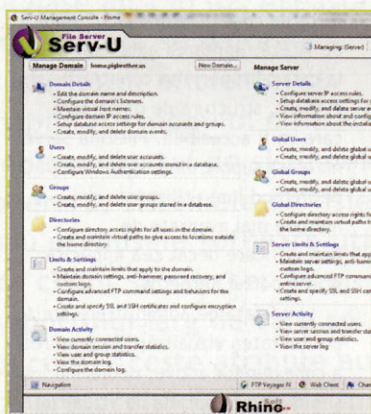 Serv-U Management Console - Home
File Server
Serv-U
Managing: (Server)
Manage Domain
home.pigbrother.us
New Domain...
Manage Server
Domain Details
- Edit the domain name and description.
- Configure the domain's listeners.
- Maintain virtual host names.
- Configure domain IP access rules.
- Setup database access settings for domain accounts and groups.
- Create, modify, and delete domain events.
Users
- Create, modify, and delete user accounts.
- Create, modify, and delete user accounts stored in a database.
- Configure Windows Authentication settings.
Groups
- Create, modify, and delete user groups.
- Create, modify, and delete user groups stored in a database.
Directories
- Configure directory access rights for all users in the domain.
- Create and maintain virtual paths to give access to locations outside
the home directory.
Limits & Settings
- Create and maintain limits that apply to the domain.
- Maintain domain settings, anti-hammer, password recovery, and
custom logo.
- Configure advanced FTP command settings and behaviors for the
domain.
- Create and specify SSL and SSH certificates and configure encryption
settings.
Domain Activity
- View currently connected users.
- View domain session and transfer statistics.
- View user and group statistics.
- View the domain log.
- Configure the domain log.
Server Details
- Configure server IP access rules.
- Setup database access settings for
- Create, modify, and delete server
- View information about and config
- View information about the installa
Global Users
- Create, modify, and delete global
- Create, modify, and delete global
Global Groups
- Create, modify, and delete global
- Create, modify, and delete global
Global Directories
- Configure directory access rights fo
- Create and maintain virtual paths
the home directory.
Server Limits & Settings
- Create and maintain limits that app
- Maintain server settings, anti-ham
custom logo.
- Configure advanced FTP command
entire server.
- Create and specify SSL and SSH cert
settings.
Server Activity
- View currently connected users.
- View server session and transfer stati
- View user and group statistics.
- View the server log
Navigation
FTP Voyager JV
Web Client
Rhino
Soft